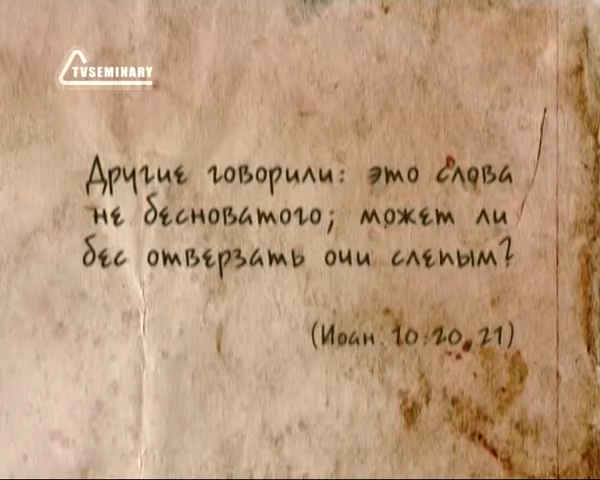 TVSEMINARY
Другие говорили: это слова
не бесноватого; может ли
бес отверзать очи слепым?
(Иоан. 10:20, 21)